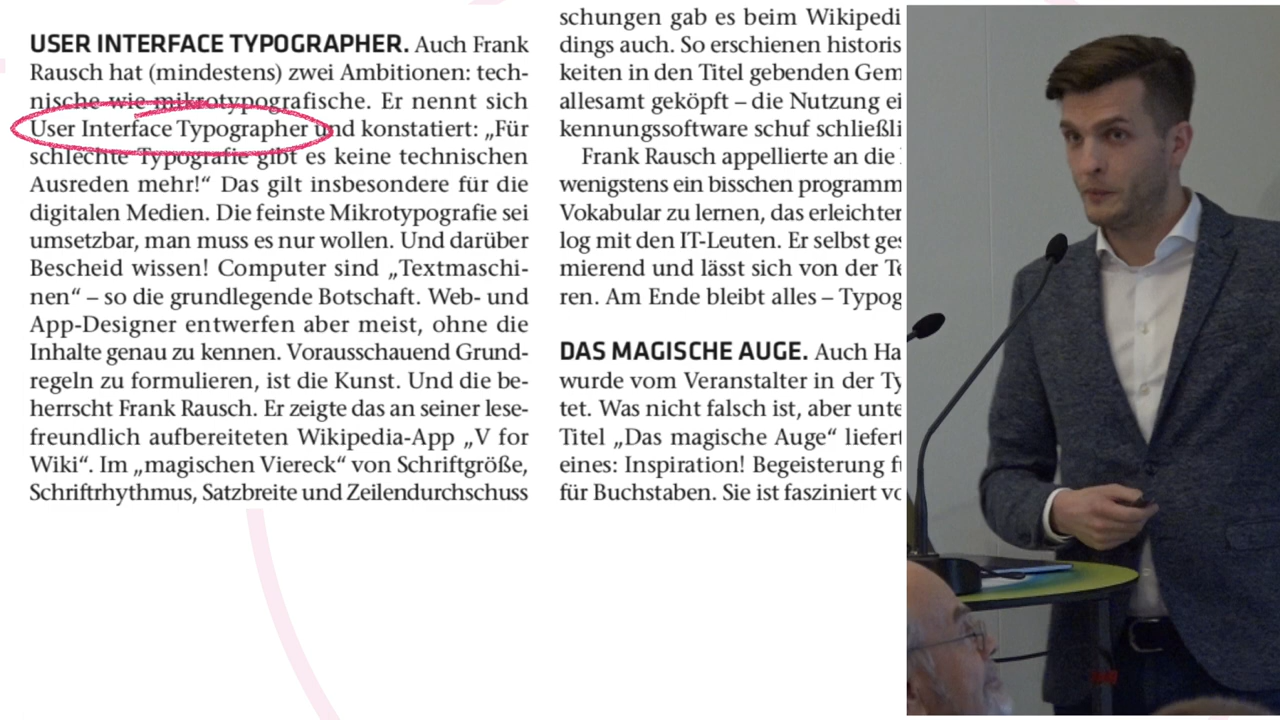 USER INTERFACE TYPOGRAPHER. Auch Frank
Rausch hat (mindestens) zwei Ambitionen: tech-
nische wie mikrotypografische. Er nennt sich
User Interface Typographer und konstatiert: „Für
schlechte Typografie gibt es keine technischen
Ausreden mehr!“ Das gilt insbesondere für die
digitalen Medien. Die feinste Mikrotypografie sei
umsetzbar, man muss es nur wollen. Und darüber
Bescheid wissen! Computer sind „Textmaschi-
nen“ – so die grundlegende Botschaft. Web- und
App-Designer entwerfen aber meist, ohne die
Inhalte genau zu kennen. Vorausschauend Grund-
regeln zu formulieren, ist die Kunst. Und die be-
herrscht Frank Rausch. Er zeigte das an seiner lese-
freundlich aufbereiteten Wikipedia-App „V for
Wiki“. Im „magischen Viereck“ von Schriftgröße,
Schriftrhythmus, Satzbreite und Zeilendurchschuss
schungen gab es beim Wikipedi
dings auch. So erschienen historis
keiten in den Titel gebenden Gem
allesamt geköpft – die Nutzung ei
kennungssoftware schuf schließli
Frank Rausch appellierte an die
wenigstens ein bisschen programm
Vokabular zu lernen, das erleichter
log mit den IT-Leuten. Er selbst ges
mierend und lässt sich von der Te
ren. Am Ende bleibt alles – Typog
DAS MAGISCHE AUGE. Auch Ha
wurde vom Veranstalter in der Ty
tet. Was nicht falsch ist, aber unte
Titel „Das magische Auge“ liefert
eines: Inspiration! Begeisterung fü
für Buchstaben. Sie ist fasziniert vo